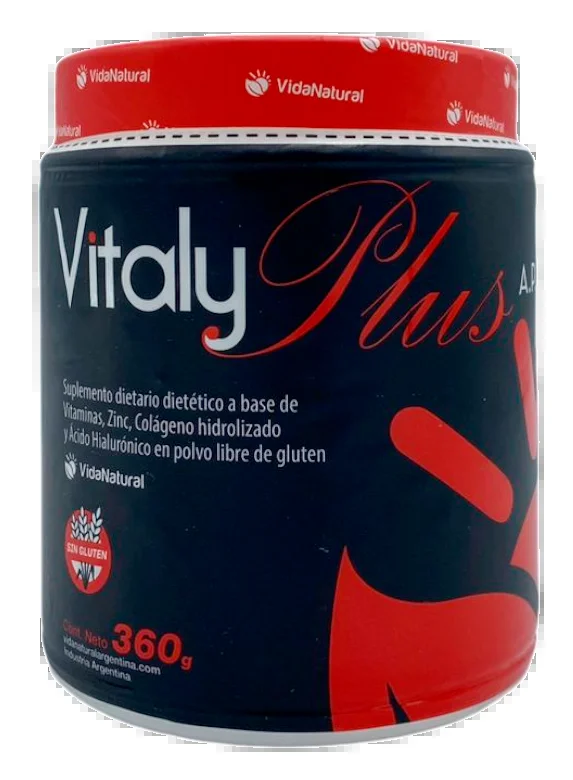 VidaNatural
VidaNatural
VidaNatural
VidaNatural
Vitaly Plus A.P
Suplemento dietario dietético a base de
Vitaminas, Zinc, Colágeno hidrolizado
y Ácido Hialurónico en polvo libre de gluten
VidaNatural
SIN GLUTEN
Cont. Neto 360g
vidanaturalargentina.com
Industria Argentina